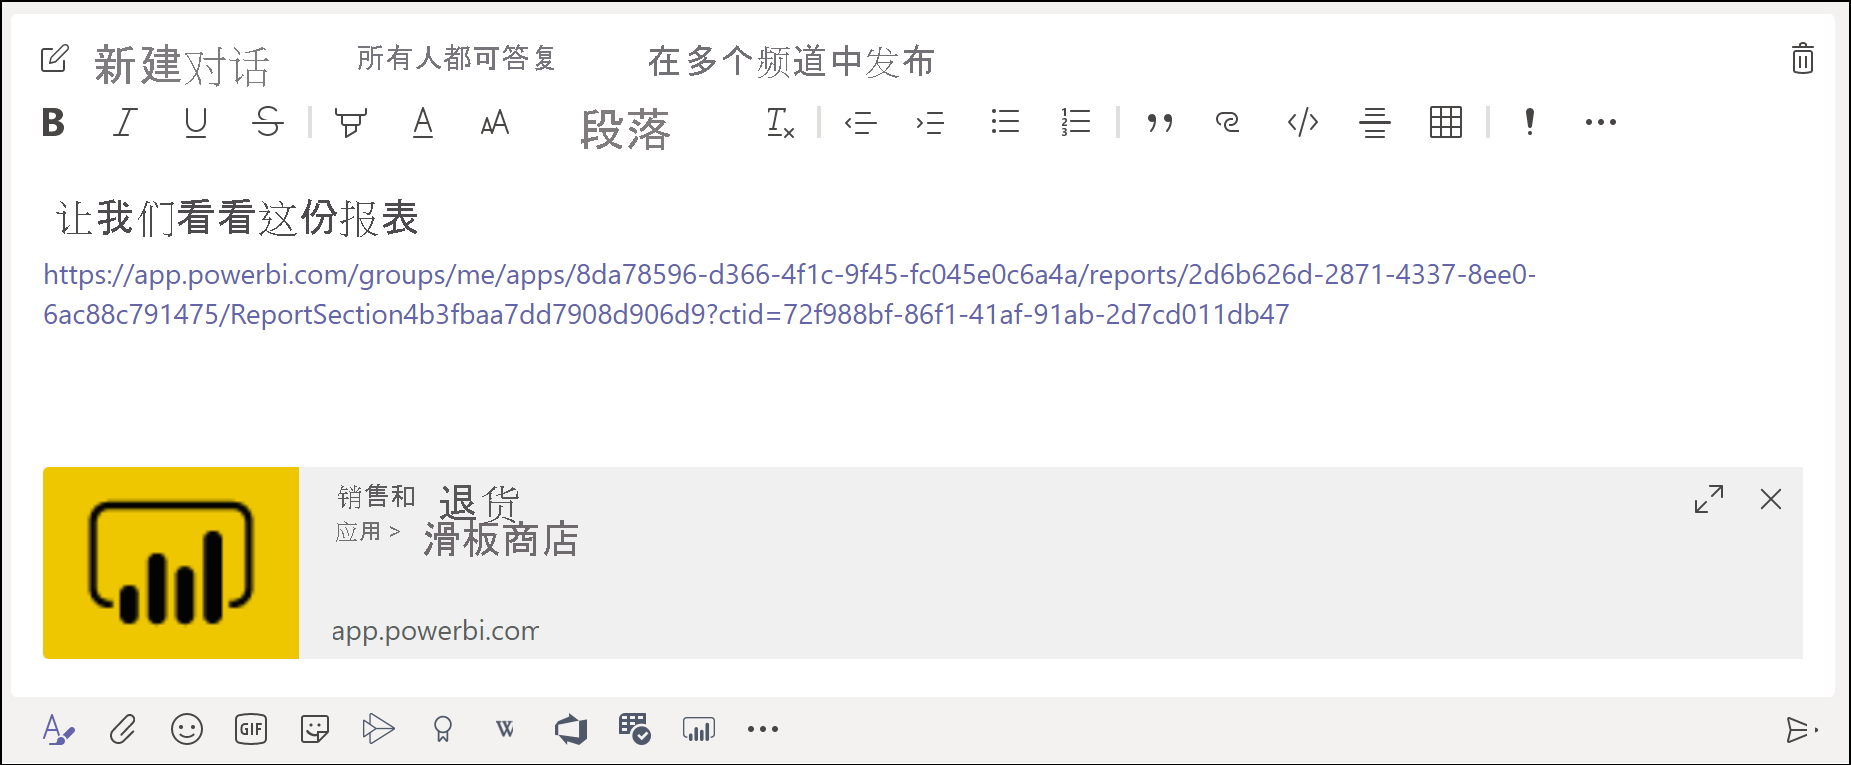 新建对话 所有人都可答复 在多个频道中发布
B I U S A AA 段落 Tx
让我们看看这份报表
https://app.powerbi.com/groups/me/apps/8da78596-d366-4f1c-9f45-fc045e0c6a4a/reports/2d6b626d-2871-4337-8ee0-
6ac88c791475/ReportSection4b3fbaa7dd7908d906d9?ctid=72f988bf-86f1-41af-91ab-2d7cd011db47
销售和 退货
应用 > 滑板商店
app.powerbi.com
GIF